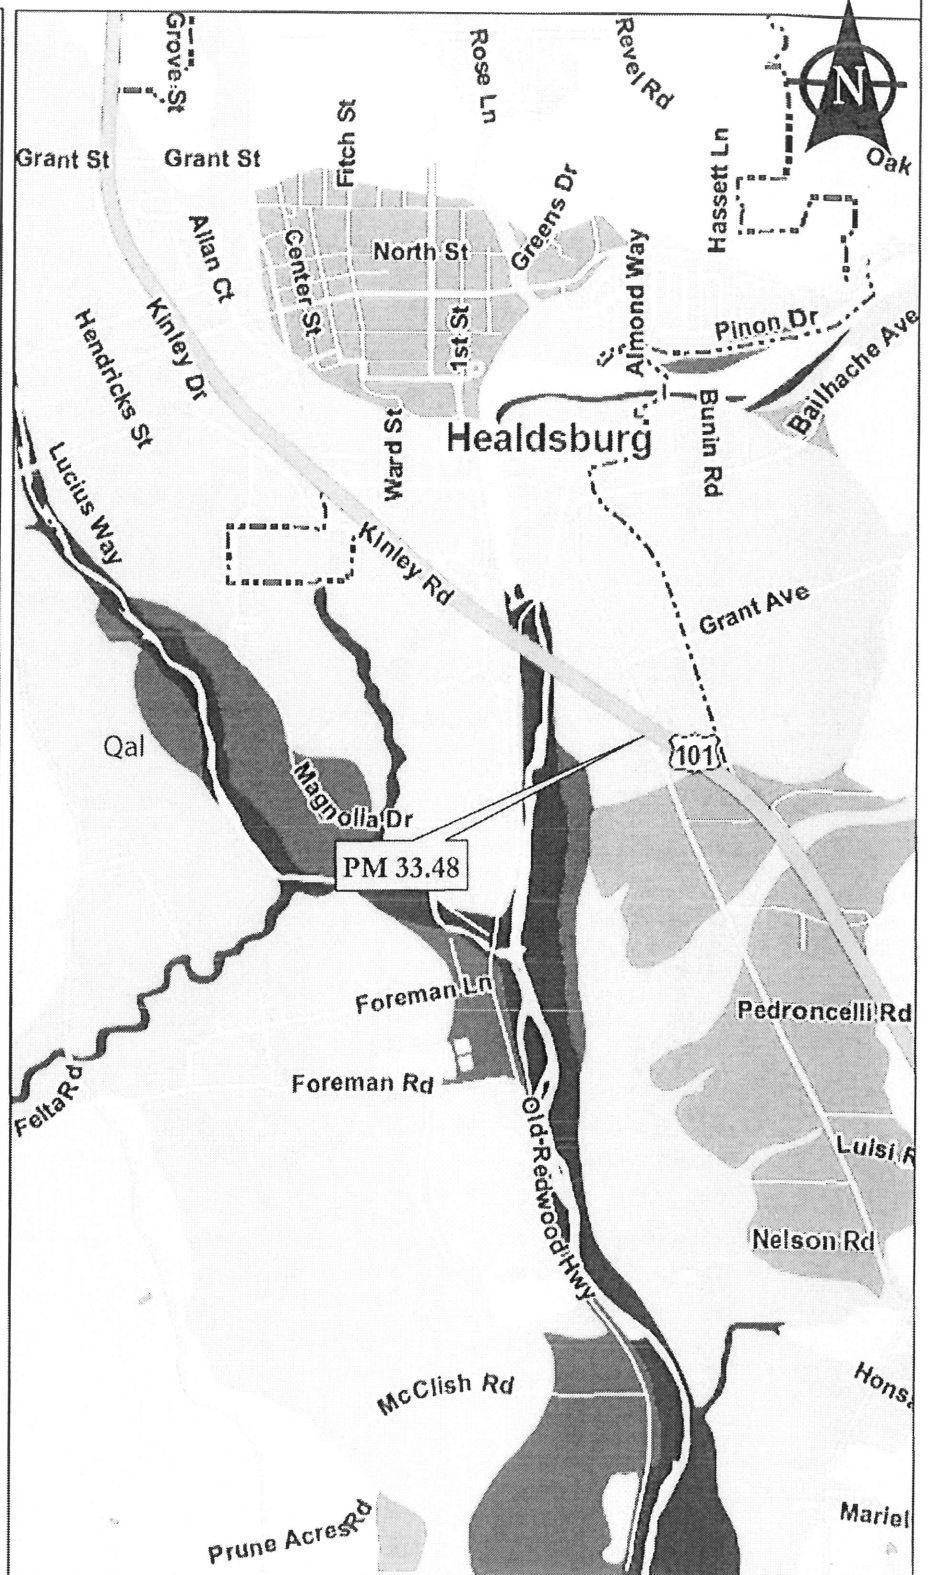 Grove St
Rose Ln
Revel Rd
N
Fitch St
Hassett Ln
Grant St
Grant St
Oak
Allan Ct
Center St
North St
Greens Dr
Almond Way
Kinley Dr
1st St
Pinon Dr
Bailhache Ave
Hendricks St
Ward St
Healdsburg
Bunin Rd
Lucius Way
Kinley Rd
Grant Ave
Qal
101
Magnolia Dr
PM 33.48
Foreman Ln
Pedroncelli Rd
Foreman Rd
Felta Rd
Old-Redwood Hwy
Luisi R
Nelson Rd
McClish Rd
Hons
Prune Acres Rd
Mariel